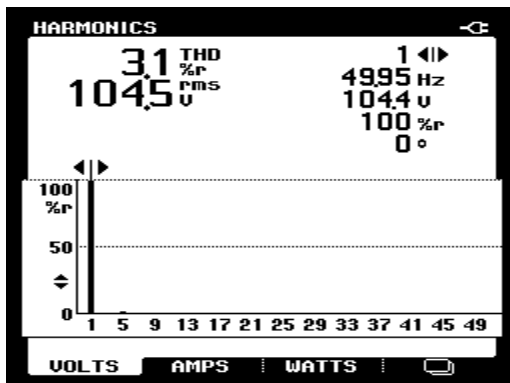 HARMONICS
3.1 THD %r
104.5 rms V
1
49.95 Hz
104.4 V
100 %r
0 °
100
%r
50
0
1 5 9 13 17 21 25 29 33 37 41 45 49
VOLTS AMPS WATTS